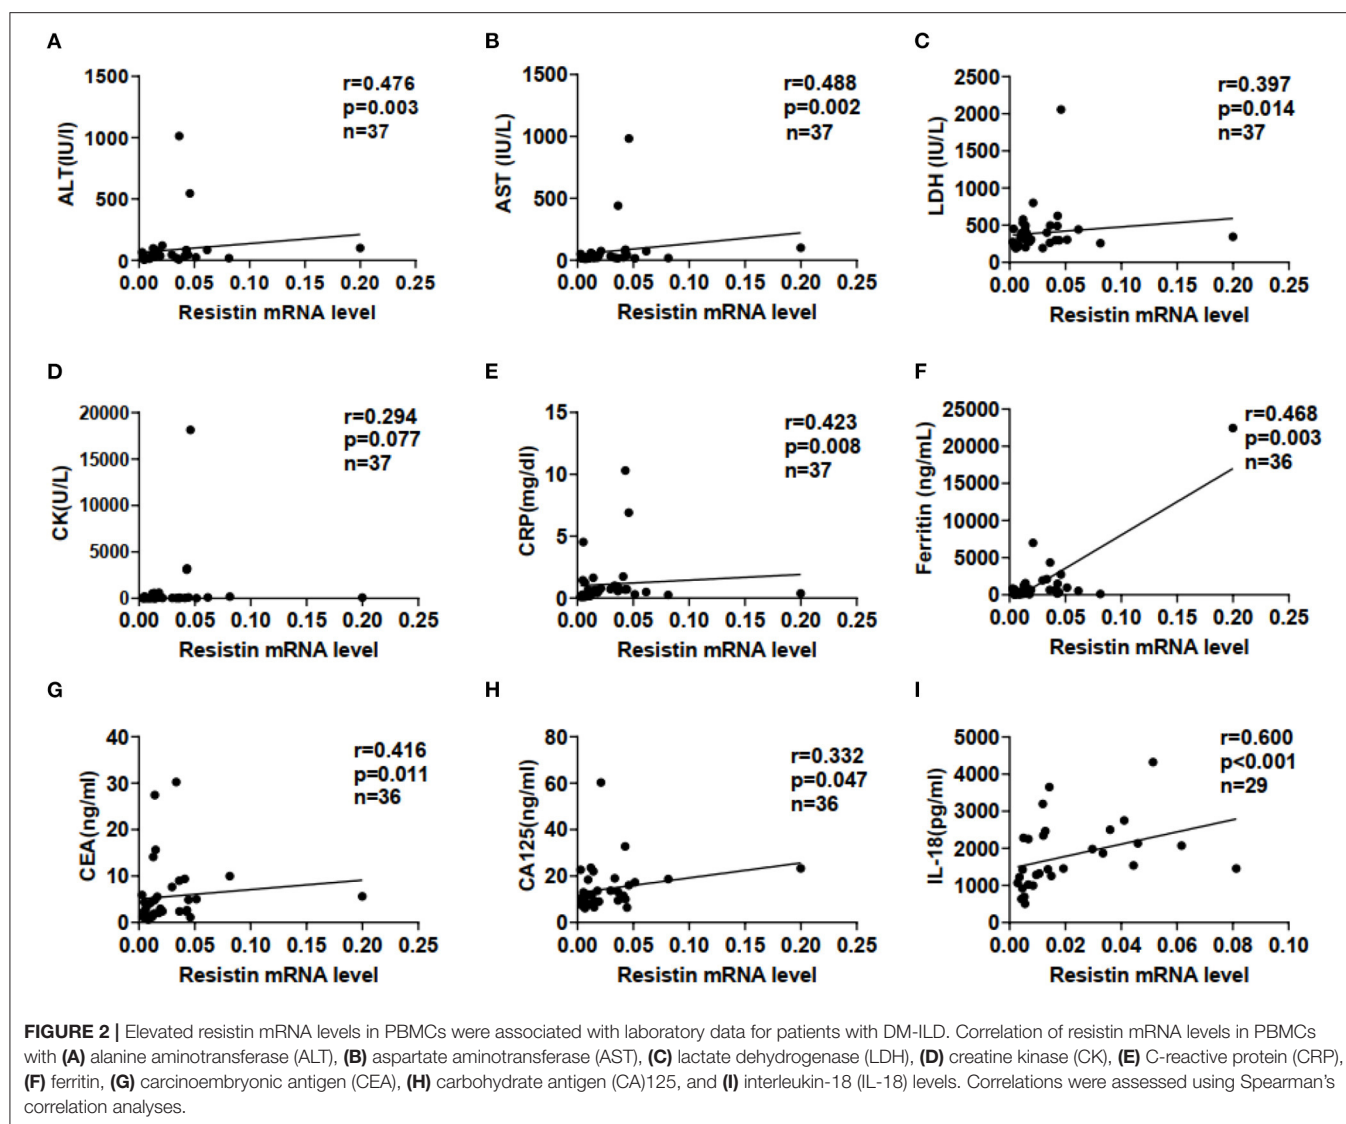 A
1500
1000
500
0
ALT(IU/l)
r=0.476
p=0.003
n=37
0.00 0.05 0.10 0.15 0.20 0.25
Resistin mRNA level
B
1500
1000
500
0
AST (IU/L)
r=0.488
p=0.002
n=37
0.00 0.05 0.10 0.15 0.20 0.25
Resistin mRNA level
C
2500
2000
1500
1000
500
0
LDH (IU/L)
r=0.397
p=0.014
n=37
0.00 0.05 0.10 0.15 0.20 0.25
Resistin mRNA level
D
20000
15000
10000
5000
0
CK(U/L)
r=0.294
p=0.077
n=37
0.00 0.05 0.10 0.15 0.20 0.25
Resistin mRNA level
E
15
10
5
0
CRP(mg/dl)
r=0.423
p=0.008
n=37
0.00 0.05 0.10 0.15 0.20 0.25
Resistin mRNA level
F
25000
20000
15000
10000
5000
0
Ferritin (ng/mL)
r=0.468
p=0.003
n=36
0.00 0.05 0.10 0.15 0.20 0.25
Resistin mRNA level
G
40
30
20
10
0
CEA(ng/ml)
r=0.416
p=0.011
n=36
0.00 0.05 0.10 0.15 0.20 0.25
Resistin mRNA level
H
80
60
40
20
0
CA125(ng/ml)
r=0.332
p=0.047
n=36
0.00 0.05 0.10 0.15 0.20 0.25
Resistin mRNA level
I
5000
4000
3000
2000
1000
0
IL-18(pg/ml)
r=0.600
p<0.001
n=29
0.00 0.02 0.04 0.06 0.08 0.10
Resistin mRNA level
FIGURE 2 | Elevated resistin mRNA levels in PBMCs were associated with laboratory data for patients with DM-ILD. Correlation of resistin mRNA levels in PBMCs
with (A) alanine aminotransferase (ALT), (B) aspartate aminotransferase (AST), (C) lactate dehydrogenase (LDH), (D) creatine kinase (CK), (E) C-reactive protein (CRP),
(F) ferritin, (G) carcinoembryonic antigen (CEA), (H) carbohydrate antigen (CA)125, and (I) interleukin-18 (IL-18) levels. Correlations were assessed using Spearman's
correlation analyses.